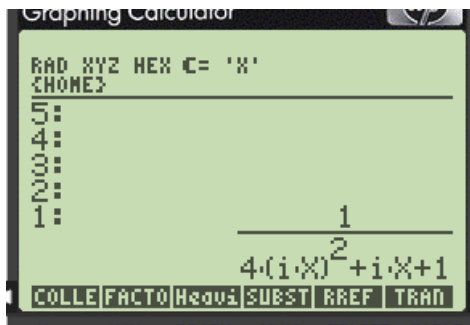 Graphing Calculator
hp
RAD XYZ HEX C= 'X'
{HOME}
5:
4:
3:
2:
1:
1
4·(i·X)²+i·X+1
COLLE FACTO Heavi SUBST RREF TRAN